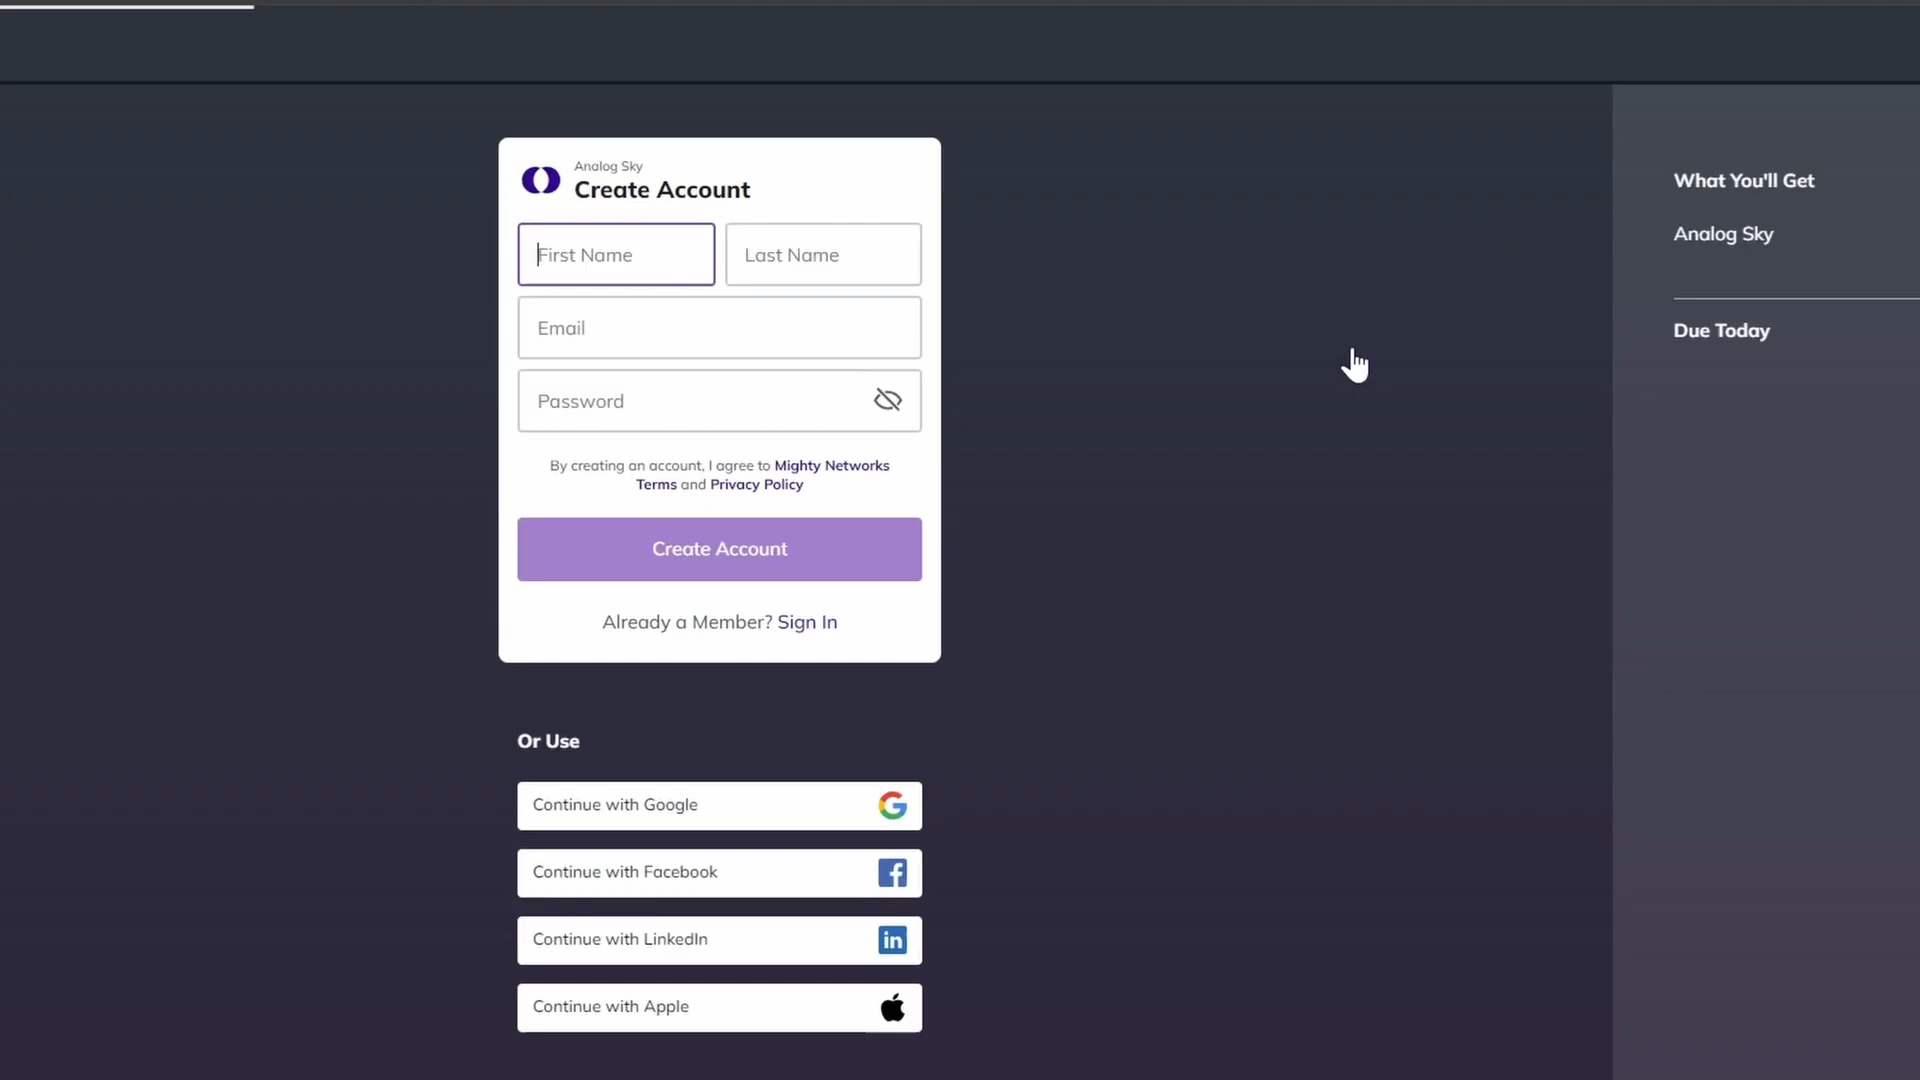 Analog Sky
Create Account
First Name
Last Name
Email
Password
By creating an account, I agree to Mighty Networks
Terms and Privacy Policy
Create Account
Already a Member? Sign In
Or Use
Continue with Google
Continue with Facebook
Continue with LinkedIn
Continue with Apple
What You'll Get
Analog Sky
Due Today